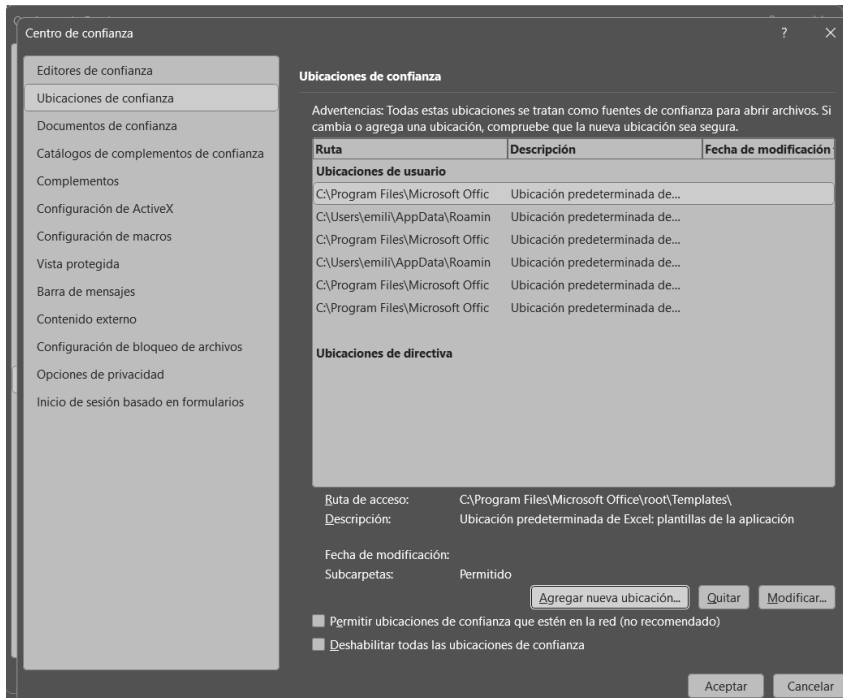 Centro de confianza
?
Editores de confianza
Ubicaciones de confianza
Documentos de confianza
Catálogos de complementos de confianza
Complementos
Configuración de ActiveX
Configuración de macros
Vista protegida
Barra de mensajes
Contenido externo
Configuración de bloqueo de archivos
Opciones de privacidad
Inicio de sesión basado en formularios
Ubicaciones de confianza
Advertencias: Todas estas ubicaciones se tratan como fuentes de confianza para abrir archivos. Si
cambia o agrega una ubicación, compruebe que la nueva ubicación sea segura.
Ruta Descripción Fecha de modificación
Ubicaciones de usuario
C:\Program Files\Microsoft Offic Ubicación predeterminada de...
C:\Users\emili\AppData\Roamin Ubicación predeterminada de...
C:\Program Files\Microsoft Offic Ubicación predeterminada de...
C:\Users\emili\AppData\Roamin Ubicación predeterminada de...
C:\Program Files\Microsoft Offic Ubicación predeterminada de...
C:\Program Files\Microsoft Offic Ubicación predeterminada de...
Ubicaciones de directiva
Ruta de acceso: C:\Program Files\Microsoft Office\root\Templates\
Descripción: Ubicación predeterminada de Excel: plantillas de la aplicación
Fecha de modificación:
Subcarpetas: Permitido
Agregar nueva ubicación... Quitar Modificar...
Permitir ubicaciones de confianza que estén en la red (no recomendado)
Deshabilitar todas las ubicaciones de confianza
Aceptar Cancelar